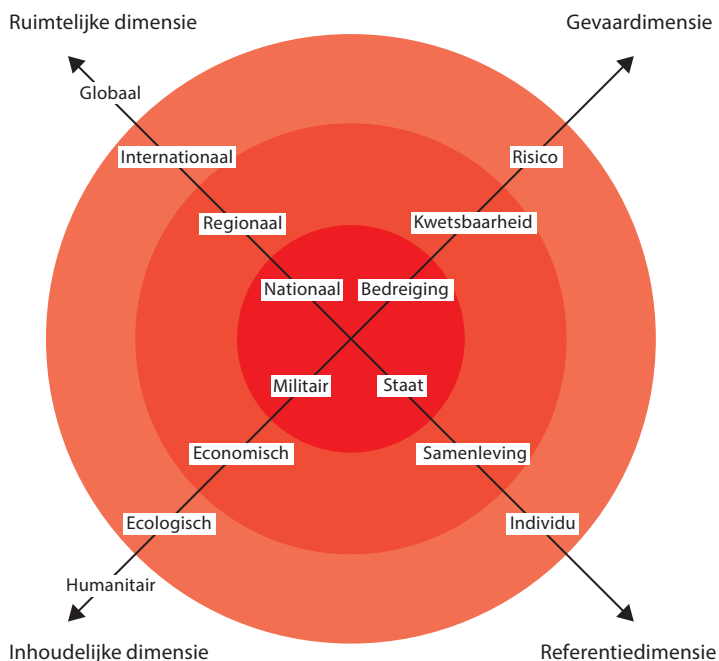 Ruimtelijke dimensie
Gevaardimensie
Globaal
Internationaal
Risico
Regionaal
Kwetsbaarheid
Nationaal
Bedreiging
Militair
Staat
Economisch
Samenleving
Ecologisch
Individu
Humanitair
Inhoudelijke dimensie
Referentiedimensie